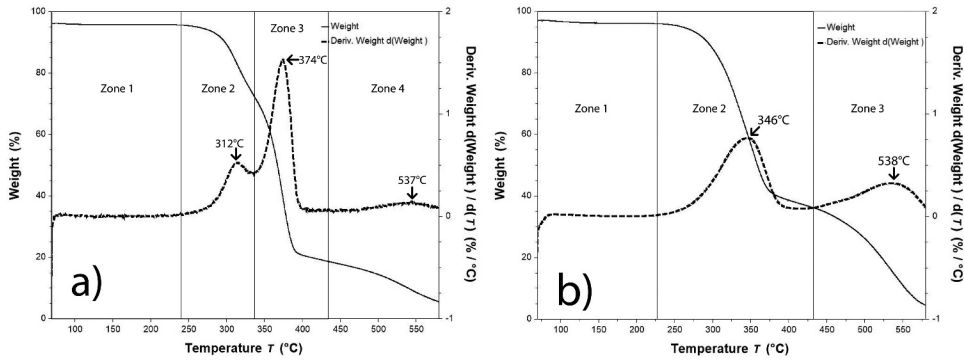 Zone 3
Weight
Deriv. Weight d(Weight )
374°C
Zone 1
Zone 2
Zone 4
312°C
537°C
a)
100
80
60
40
20
0
Weight (%)
2
1
0
-1
Deriv. Weight d(Weight ) / d(T ) (% / °C)
100 150 200 250 300 350 400 450 500 550
Temperature T (°C)
Weight
Deriv. Weight d(Weight )
Zone 1
Zone 2
Zone 3
346°C
538°C
b)
100
80
60
40
20
0
Weight (%)
2
1
0
-1
Deriv. Weight d(Weight ) / d(T ) (% / °C)
100 150 200 250 300 350 400 450 500 550
Temperature T (°C)